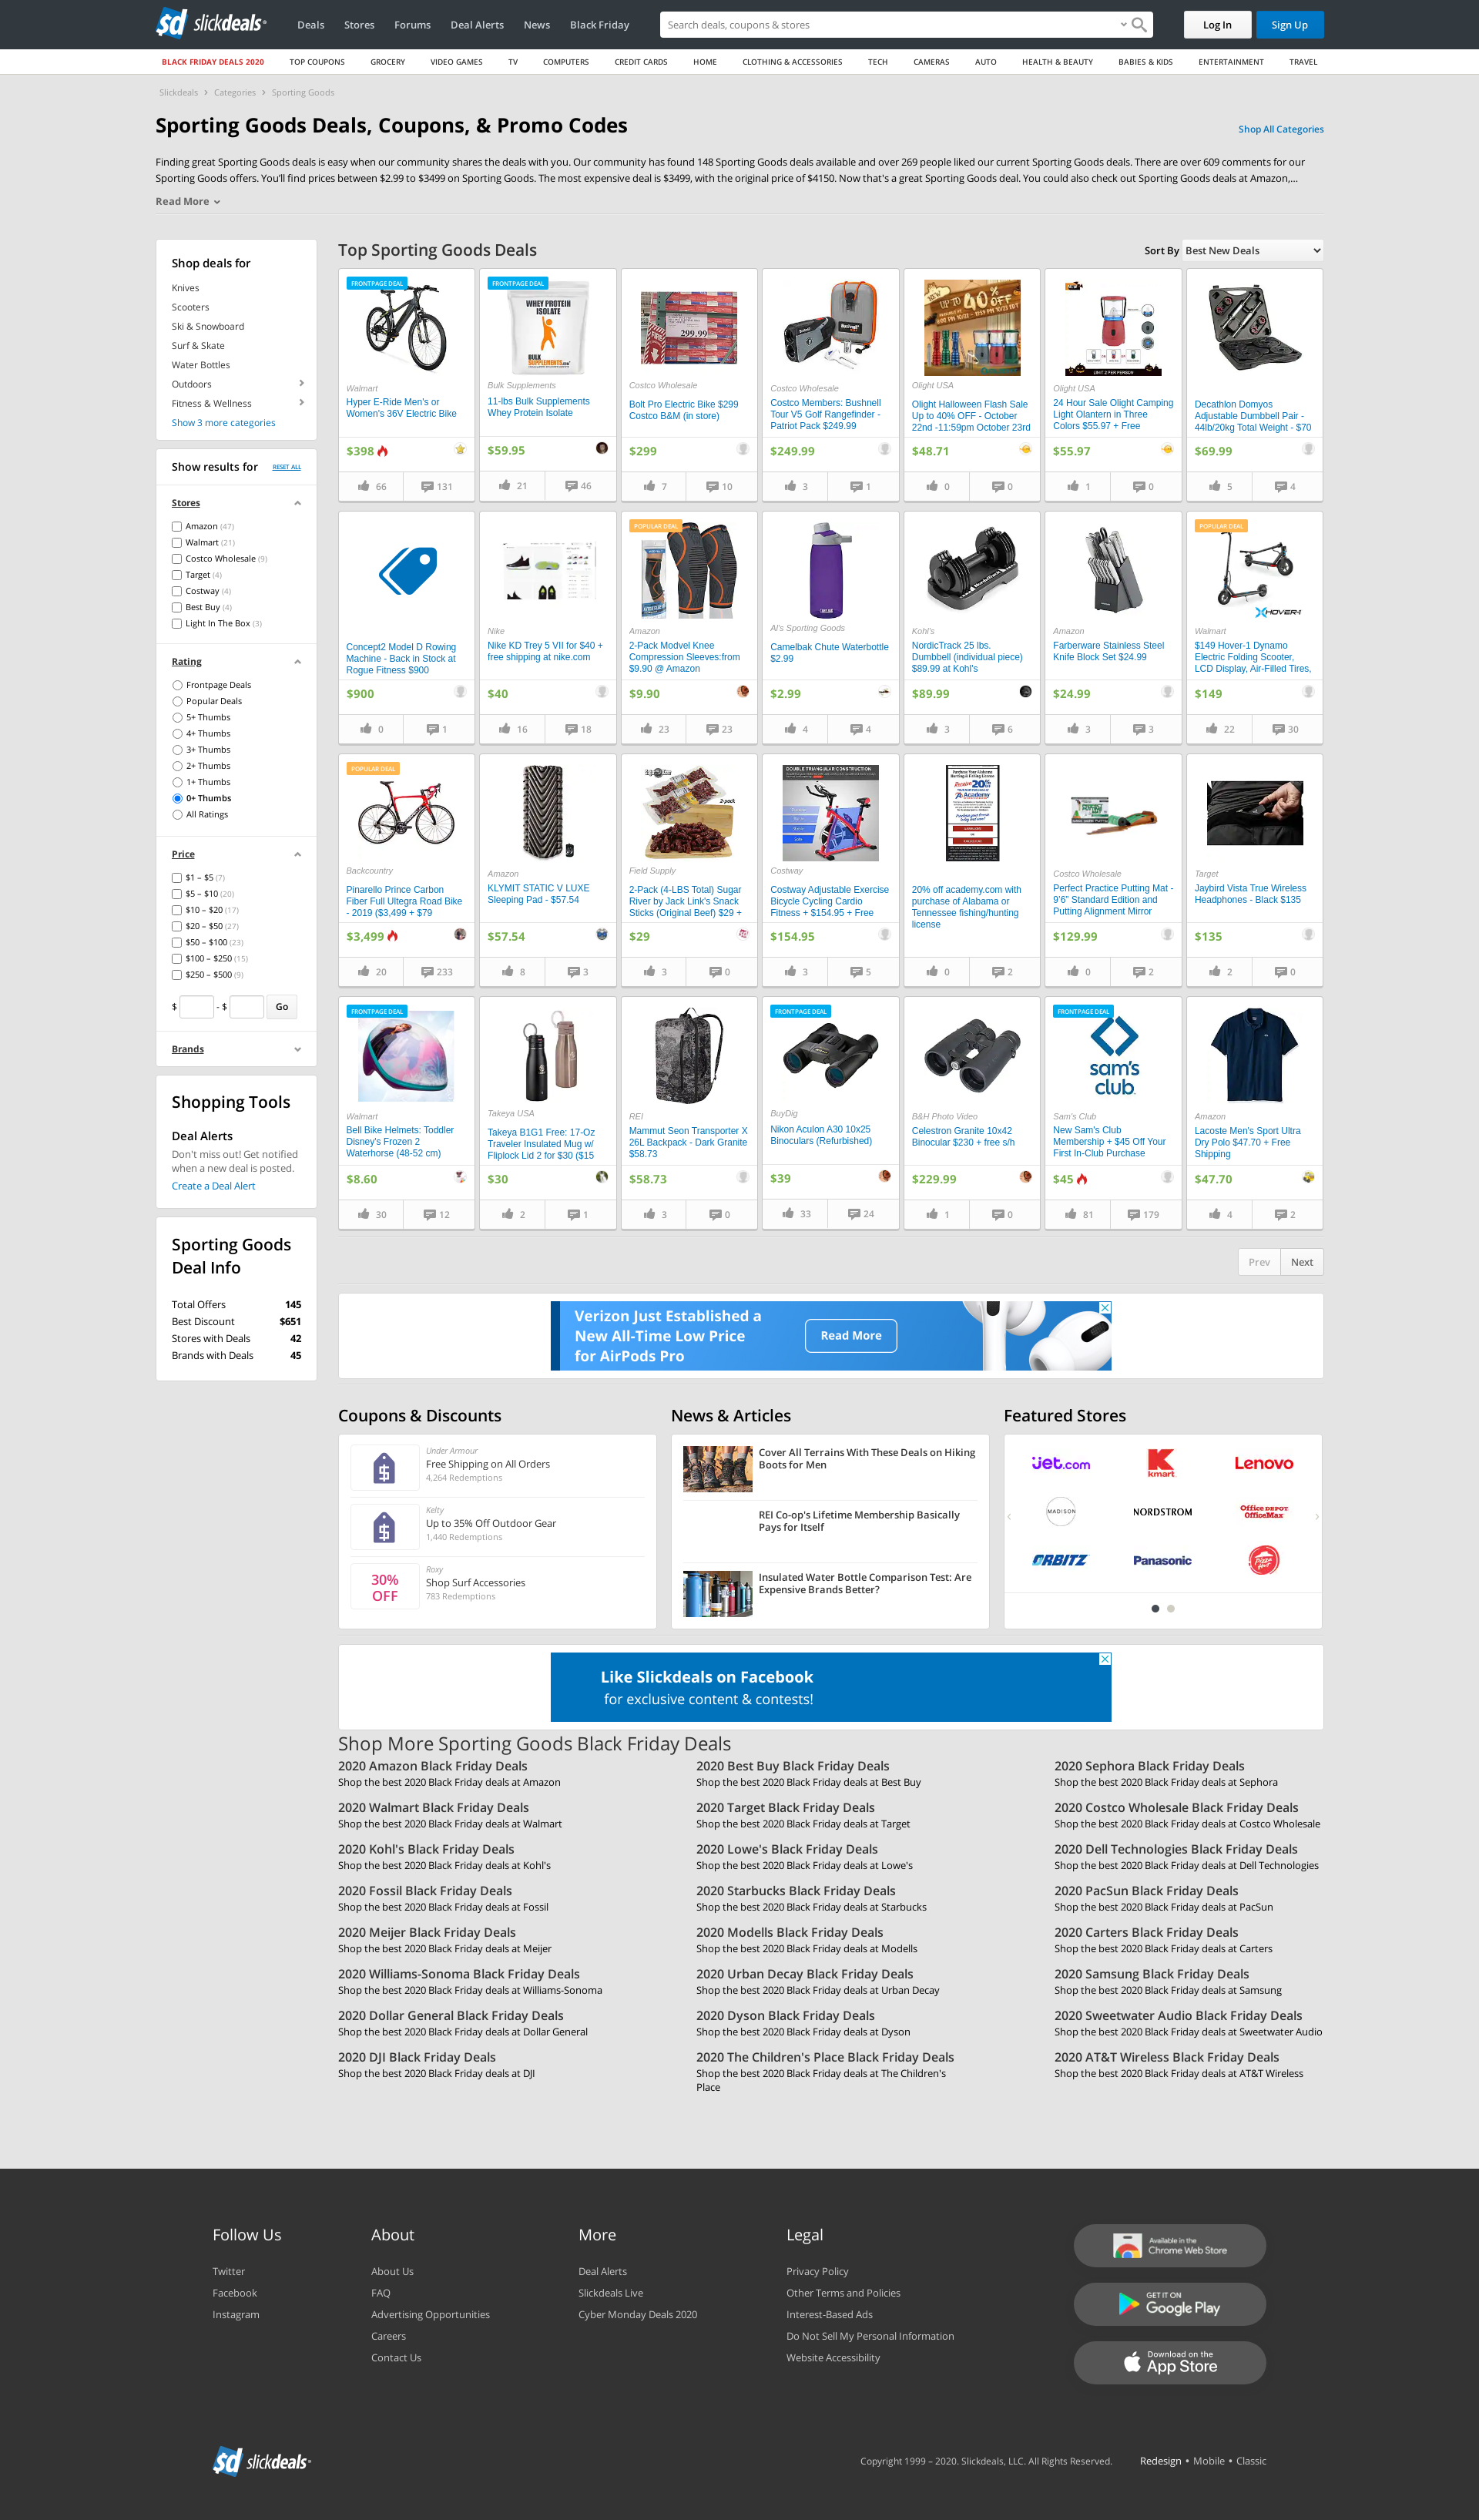 slickdeals
Deals Stores Forums Deal Alerts News Black Friday
Search deals, coupons & stores
Log In Sign Up
BLACK FRIDAY DEALS 2020 TOP COUPONS GROCERY VIDEO GAMES TV COMPUTERS CREDIT CARDS HOME CLOTHING & ACCESSORIES TECH CAMERAS AUTO HEALTH & BEAUTY BABIES & KIDS ENTERTAINMENT TRAVEL
Slickdeals > Categories > Sporting Goods
Sporting Goods Deals, Coupons, & Promo Codes
Shop All Categories
Finding great Sporting Goods deals is easy when our community shares the deals with you. Our community has found 148 Sporting Goods deals available and over 269 people liked our current Sporting Goods deals. There are over 609 comments for our
Sporting Goods offers. You'll find prices between $2.99 to $3499 on Sporting Goods. The most expensive deal is $3499, with the original price of $4150. Now that's a great Sporting Goods deal. You could also check out Sporting Goods deals at Amazon,...
Read More
Shop deals for
Knives
Scooters
Ski & Snowboard
Surf & Skate
Water Bottles
Outdoors
Fitness & Wellness
Show 3 more categories
Show results for RESET ALL
Stores
Amazon (47)
Walmart (21)
Costco Wholesale (9)
Target (4)
Costway (4)
Best Buy (4)
Light In The Box (3)
Rating
Frontpage Deals
Popular Deals
5+ Thumbs
4+ Thumbs
3+ Thumbs
2+ Thumbs
1+ Thumbs
0+ Thumbs
All Ratings
Price
$1 – $5 (7)
$5 – $10 (20)
$10 – $20 (17)
$20 – $50 (27)
$50 – $100 (23)
$100 – $250 (15)
$250 – $500 (9)
$ - $ Go
Brands
Shopping Tools
Deal Alerts
Don't miss out! Get notified
when a new deal is posted.
Create a Deal Alert
Sporting Goods
Deal Info
Total Offers 145
Best Discount $651
Stores with Deals 42
Brands with Deals 45
Top Sporting Goods Deals
Sort By Best New Deals
FRONTPAGE DEAL
Walmart
Hyper E-Ride Men's or
Women's 36V Electric Bike
$398
66 131
FRONTPAGE DEAL
WHEY PROTEIN
ISOLATE
BULK
SUPPLEMENTS
Bulk Supplements
11-lbs Bulk Supplements
Whey Protein Isolate
$59.95
21 46
299.99
Costco Wholesale
Bolt Pro Electric Bike $299
Costco B&M (in store)
$299
7 10
Costco Wholesale
Costco Members: Bushnell
Tour V5 Golf Rangefinder -
Patriot Pack $249.99
$249.99
3 1
UP TO 40% OFF
Olight USA
Olight Halloween Flash Sale
Up to 40% OFF - October
22nd -11:59pm October 23rd
$48.71
0 0
Olight USA
24 Hour Sale Olight Camping
Light Olantern in Three
Colors $55.97 + Free
$55.97
1 0
Decathlon Domyos
Adjustable Dumbbell Pair -
44lb/20kg Total Weight - $70
$69.99
5 4
Concept2 Model D Rowing
Machine - Back in Stock at
Rogue Fitness $900
$900
0 1
Nike
Nike KD Trey 5 VII for $40 +
free shipping at nike.com
$40
16 18
POPULAR DEAL
Amazon
2-Pack Modvel Knee
Compression Sleeves:from
$9.90 @ Amazon
$9.90
23 23
Al's Sporting Goods
Camelbak Chute Waterbottle
$2.99
$2.99
4 4
Kohl's
NordicTrack 25 lbs.
Dumbbell (individual piece)
$89.99 at Kohl's
$89.99
3 6
Amazon
Farberware Stainless Steel
Knife Block Set $24.99
$24.99
3 3
POPULAR DEAL
HOVER-1
Walmart
$149 Hover-1 Dynamo
Electric Folding Scooter,
LCD Display, Air-Filled Tires,
$149
22 30
POPULAR DEAL
Backcountry
Pinarello Prince Carbon
Fiber Full Ultegra Road Bike
- 2019 ($3,499 + $79
$3,499
20 233
Amazon
KLYMIT STATIC V LUXE
Sleeping Pad - $57.54
$57.54
8 3
2-pack
Field Supply
2-Pack (4-LBS Total) Sugar
River by Jack Link's Snack
Sticks (Original Beef) $29 +
$29
3 0
DOUBLE TRIANGULAR CONSTRUCTION
Costway
Costway Adjustable Exercise
Bicycle Cycling Cardio
Fitness + $154.95 + Free
$154.95
3 5
Receive 20%
Academy
20% off academy.com with
purchase of Alabama or
Tennessee fishing/hunting
license
0 2
Costco Wholesale
Perfect Practice Putting Mat -
9'6" Standard Edition and
Putting Alignment Mirror
$129.99
0 2
Target
Jaybird Vista True Wireless
Headphones - Black $135
$135
2 0
FRONTPAGE DEAL
Walmart
Bell Bike Helmets: Toddler
Disney's Frozen 2
Waterhorse (48-52 cm)
$8.60
30 12
Takeya USA
Takeya B1G1 Free: 17-Oz
Traveler Insulated Mug w/
Fliplock Lid 2 for $30 ($15
$30
2 1
REI
Mammut Seon Transporter X
26L Backpack - Dark Granite
$58.73
$58.73
3 0
FRONTPAGE DEAL
BuyDig
Nikon Aculon A30 10x25
Binoculars (Refurbished)
$39
33 24
B&H Photo Video
Celestron Granite 10x42
Binocular $230 + free s/h
$229.99
1 0
FRONTPAGE DEAL
sam's
club
Sam's Club
New Sam's Club
Membership + $45 Off Your
First In-Club Purchase
$45
81 179
Amazon
Lacoste Men's Sport Ultra
Dry Polo $47.70 + Free
Shipping
$47.70
4 2
Prev Next
Verizon Just Established a
New All-Time Low Price
for AirPods Pro
Read More
Coupons & Discounts
Under Armour
Free Shipping on All Orders
4,264 Redemptions
Kelty
Up to 35% Off Outdoor Gear
1,440 Redemptions
30%
OFF
Roxy
Shop Surf Accessories
783 Redemptions
News & Articles
Cover All Terrains With These Deals on Hiking
Boots for Men
REI Co-op's Lifetime Membership Basically
Pays for Itself
Insulated Water Bottle Comparison Test: Are
Expensive Brands Better?
Featured Stores
Jet.com kmart Lenovo
MADISON NORDSTROM Office DEPOT OfficeMax
ORBITZ Panasonic Pizza Hut
Like Slickdeals on Facebook
for exclusive content & contests!
Shop More Sporting Goods Black Friday Deals
2020 Amazon Black Friday Deals
Shop the best 2020 Black Friday deals at Amazon
2020 Best Buy Black Friday Deals
Shop the best 2020 Black Friday deals at Best Buy
2020 Sephora Black Friday Deals
Shop the best 2020 Black Friday deals at Sephora
2020 Walmart Black Friday Deals
Shop the best 2020 Black Friday deals at Walmart
2020 Target Black Friday Deals
Shop the best 2020 Black Friday deals at Target
2020 Costco Wholesale Black Friday Deals
Shop the best 2020 Black Friday deals at Costco Wholesale
2020 Kohl's Black Friday Deals
Shop the best 2020 Black Friday deals at Kohl's
2020 Lowe's Black Friday Deals
Shop the best 2020 Black Friday deals at Lowe's
2020 Dell Technologies Black Friday Deals
Shop the best 2020 Black Friday deals at Dell Technologies
2020 Fossil Black Friday Deals
Shop the best 2020 Black Friday deals at Fossil
2020 Starbucks Black Friday Deals
Shop the best 2020 Black Friday deals at Starbucks
2020 PacSun Black Friday Deals
Shop the best 2020 Black Friday deals at PacSun
2020 Meijer Black Friday Deals
Shop the best 2020 Black Friday deals at Meijer
2020 Modells Black Friday Deals
Shop the best 2020 Black Friday deals at Modells
2020 Carters Black Friday Deals
Shop the best 2020 Black Friday deals at Carters
2020 Williams-Sonoma Black Friday Deals
Shop the best 2020 Black Friday deals at Williams-Sonoma
2020 Urban Decay Black Friday Deals
Shop the best 2020 Black Friday deals at Urban Decay
2020 Samsung Black Friday Deals
Shop the best 2020 Black Friday deals at Samsung
2020 Dollar General Black Friday Deals
Shop the best 2020 Black Friday deals at Dollar General
2020 Dyson Black Friday Deals
Shop the best 2020 Black Friday deals at Dyson
2020 Sweetwater Audio Black Friday Deals
Shop the best 2020 Black Friday deals at Sweetwater Audio
2020 DJI Black Friday Deals
Shop the best 2020 Black Friday deals at DJI
2020 The Children's Place Black Friday Deals
Shop the best 2020 Black Friday deals at The Children's
Place
2020 AT&T Wireless Black Friday Deals
Shop the best 2020 Black Friday deals at AT&T Wireless
Follow Us
Twitter
Facebook
Instagram
About
About Us
FAQ
Advertising Opportunities
Careers
Contact Us
More
Deal Alerts
Slickdeals Live
Cyber Monday Deals 2020
Legal
Privacy Policy
Other Terms and Policies
Interest-Based Ads
Do Not Sell My Personal Information
Website Accessibility
Available in the
Chrome Web Store
GET IT ON
Google Play
Download on the
App Store
slickdeals
Copyright 1999 – 2020. Slickdeals, LLC. All Rights Reserved. Redesign • Mobile • Classic